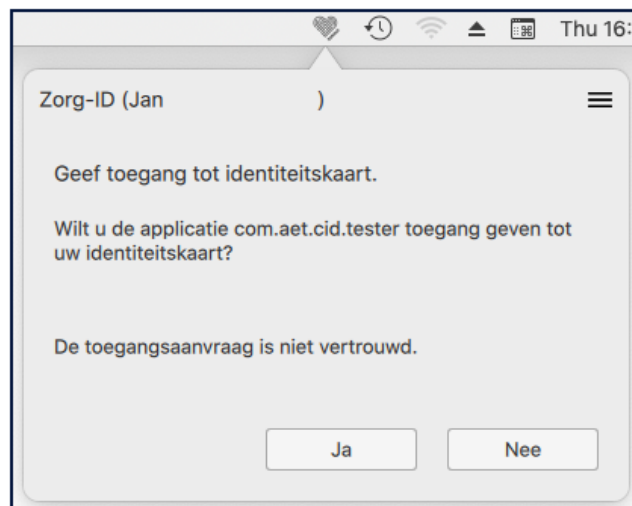 Thu 16:
Zorg-ID (Jan )
Geef toegang tot identiteitskaart.
Wilt u de applicatie com.aet.cid.tester toegang geven tot
uw identiteitskaart?
De toegangsaanvraag is niet vertrouwd.
Ja Nee